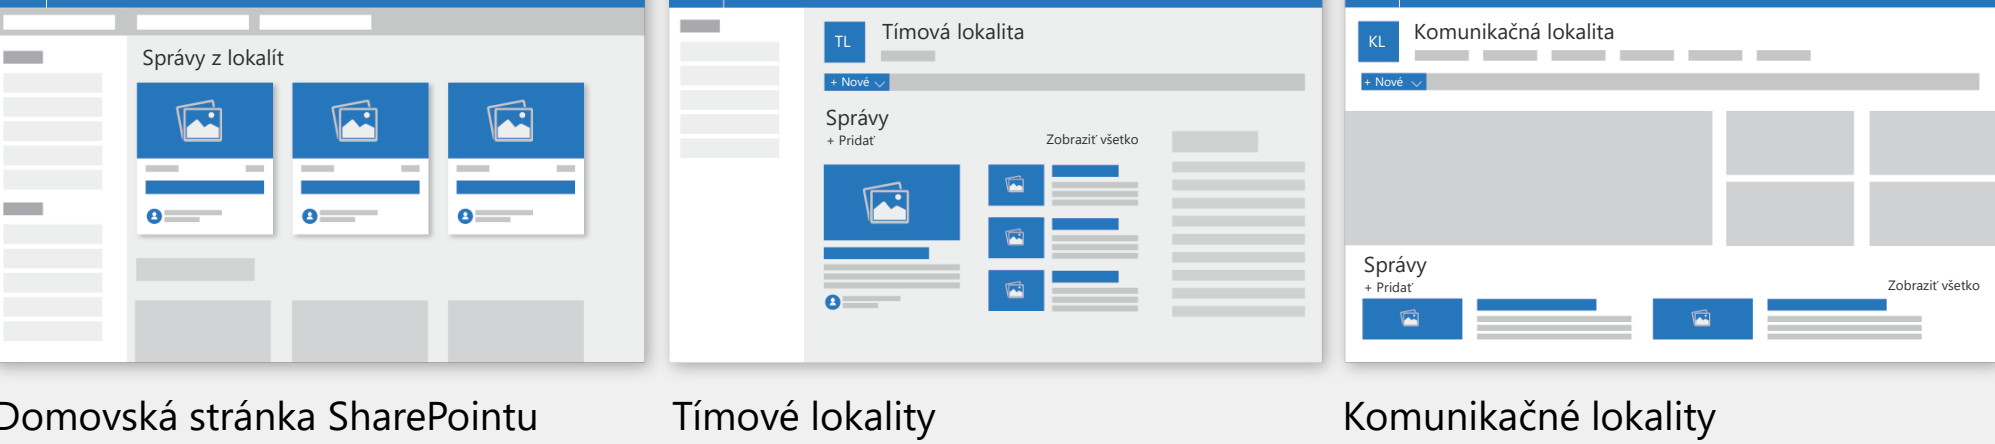 Správy z lokalít
Domovská stránka SharePointu
TL
Tímová lokalita
+ Nové
Správy
+ Pridať
Zobraziť všetko
Tímové lokality
KL
Komunikačná lokalita
+ Nové
Správy
+ Pridať
Zobraziť všetko
Komunikačné lokality